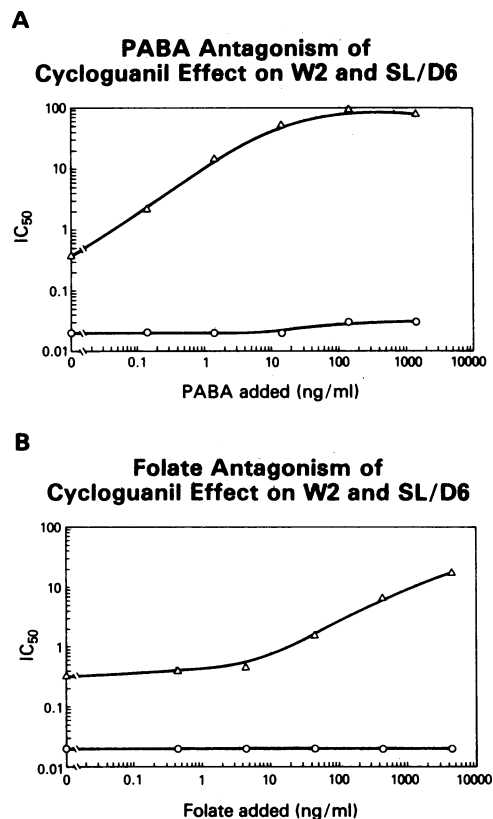 A
PABA Antagonism of
Cycloguanil Effect on W2 and SL/D6
100
10
1
0.1
0.01
IC50
0 0.1 1 10 100 1000 10000
PABA added (ng/ml)
B
Folate Antagonism of
Cycloguanil Effect on W2 and SL/D6
100
10
1
0.1
0.01
IC50
0 0.1 1 10 100 1000 10000
Folate added (ng/ml)